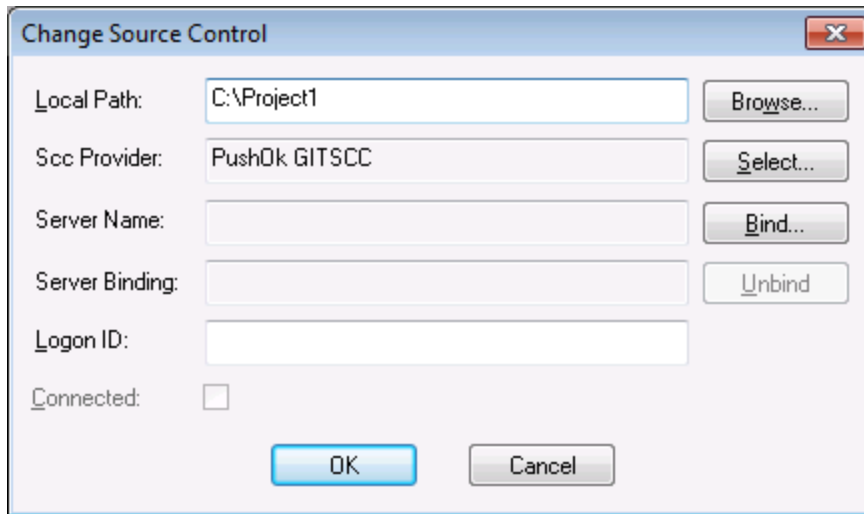 Change Source Control
Local Path: C:\Project1 Browse...
Scc Provider: PushOk GITSCC Select...
Server Name: Bind...
Server Binding: Unbind
Logon ID:
Connected:
OK Cancel